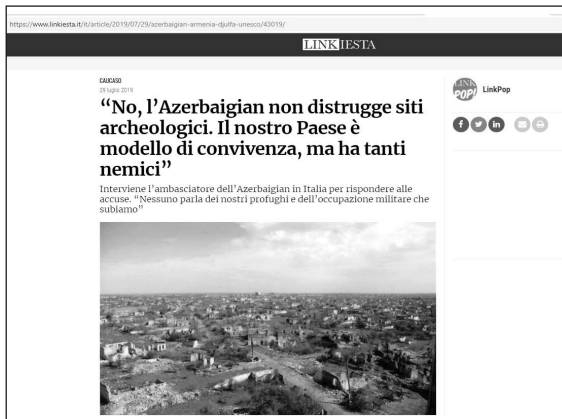 https://www.linkiesta.it/it/article/2019/07/29/azerbaigian-armenia-djulfa-unesco/43019/
LINKIESTA
CAUCASO
29 luglio 2019
“No, l’Azerbaigian non distrugge siti
archeologici. Il nostro Paese è
modello di convivenza, ma ha tanti
nemici”
Interviene l’ambasciatore dell’Azerbaigian in Italia per rispondere alle
accuse. “Nessuno parla dei nostri profughi e dell’occupazione militare che
subiamo”
LINK
POP!
LinkPop